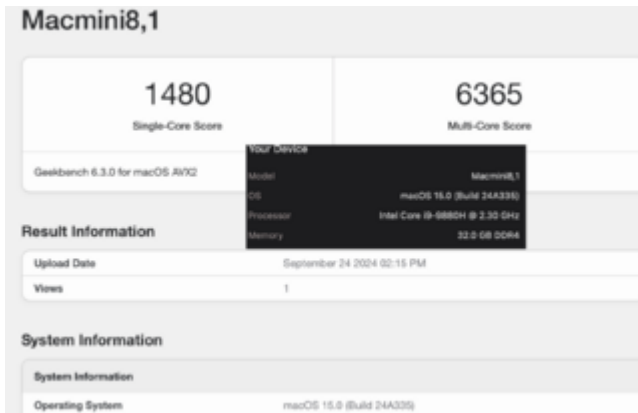 Macmini8,1
1480
Single-Core Score
6365
Multi-Core Score
Geekbench 6.3.0 for macOS AVX2
Your Device
Model Macmini8,1
OS macOS 15.0 (Build 24A335)
Processor Intel Core i9-9880H @ 2.30 GHz
Memory 32.0 GB DDR4
Result Information
Upload Date September 24 2024 02:15 PM
Views 1
System Information
System Information
Operating System macOS 15.0 (Build 24A335)